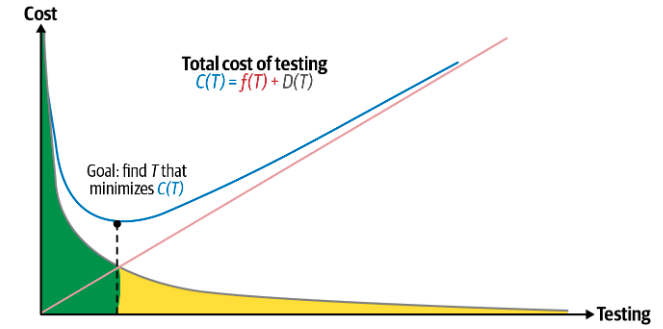 Cost
Total cost of testing
C(T) = f(T) + D(T)
Goal: find T that
minimizes C(T)
Testing